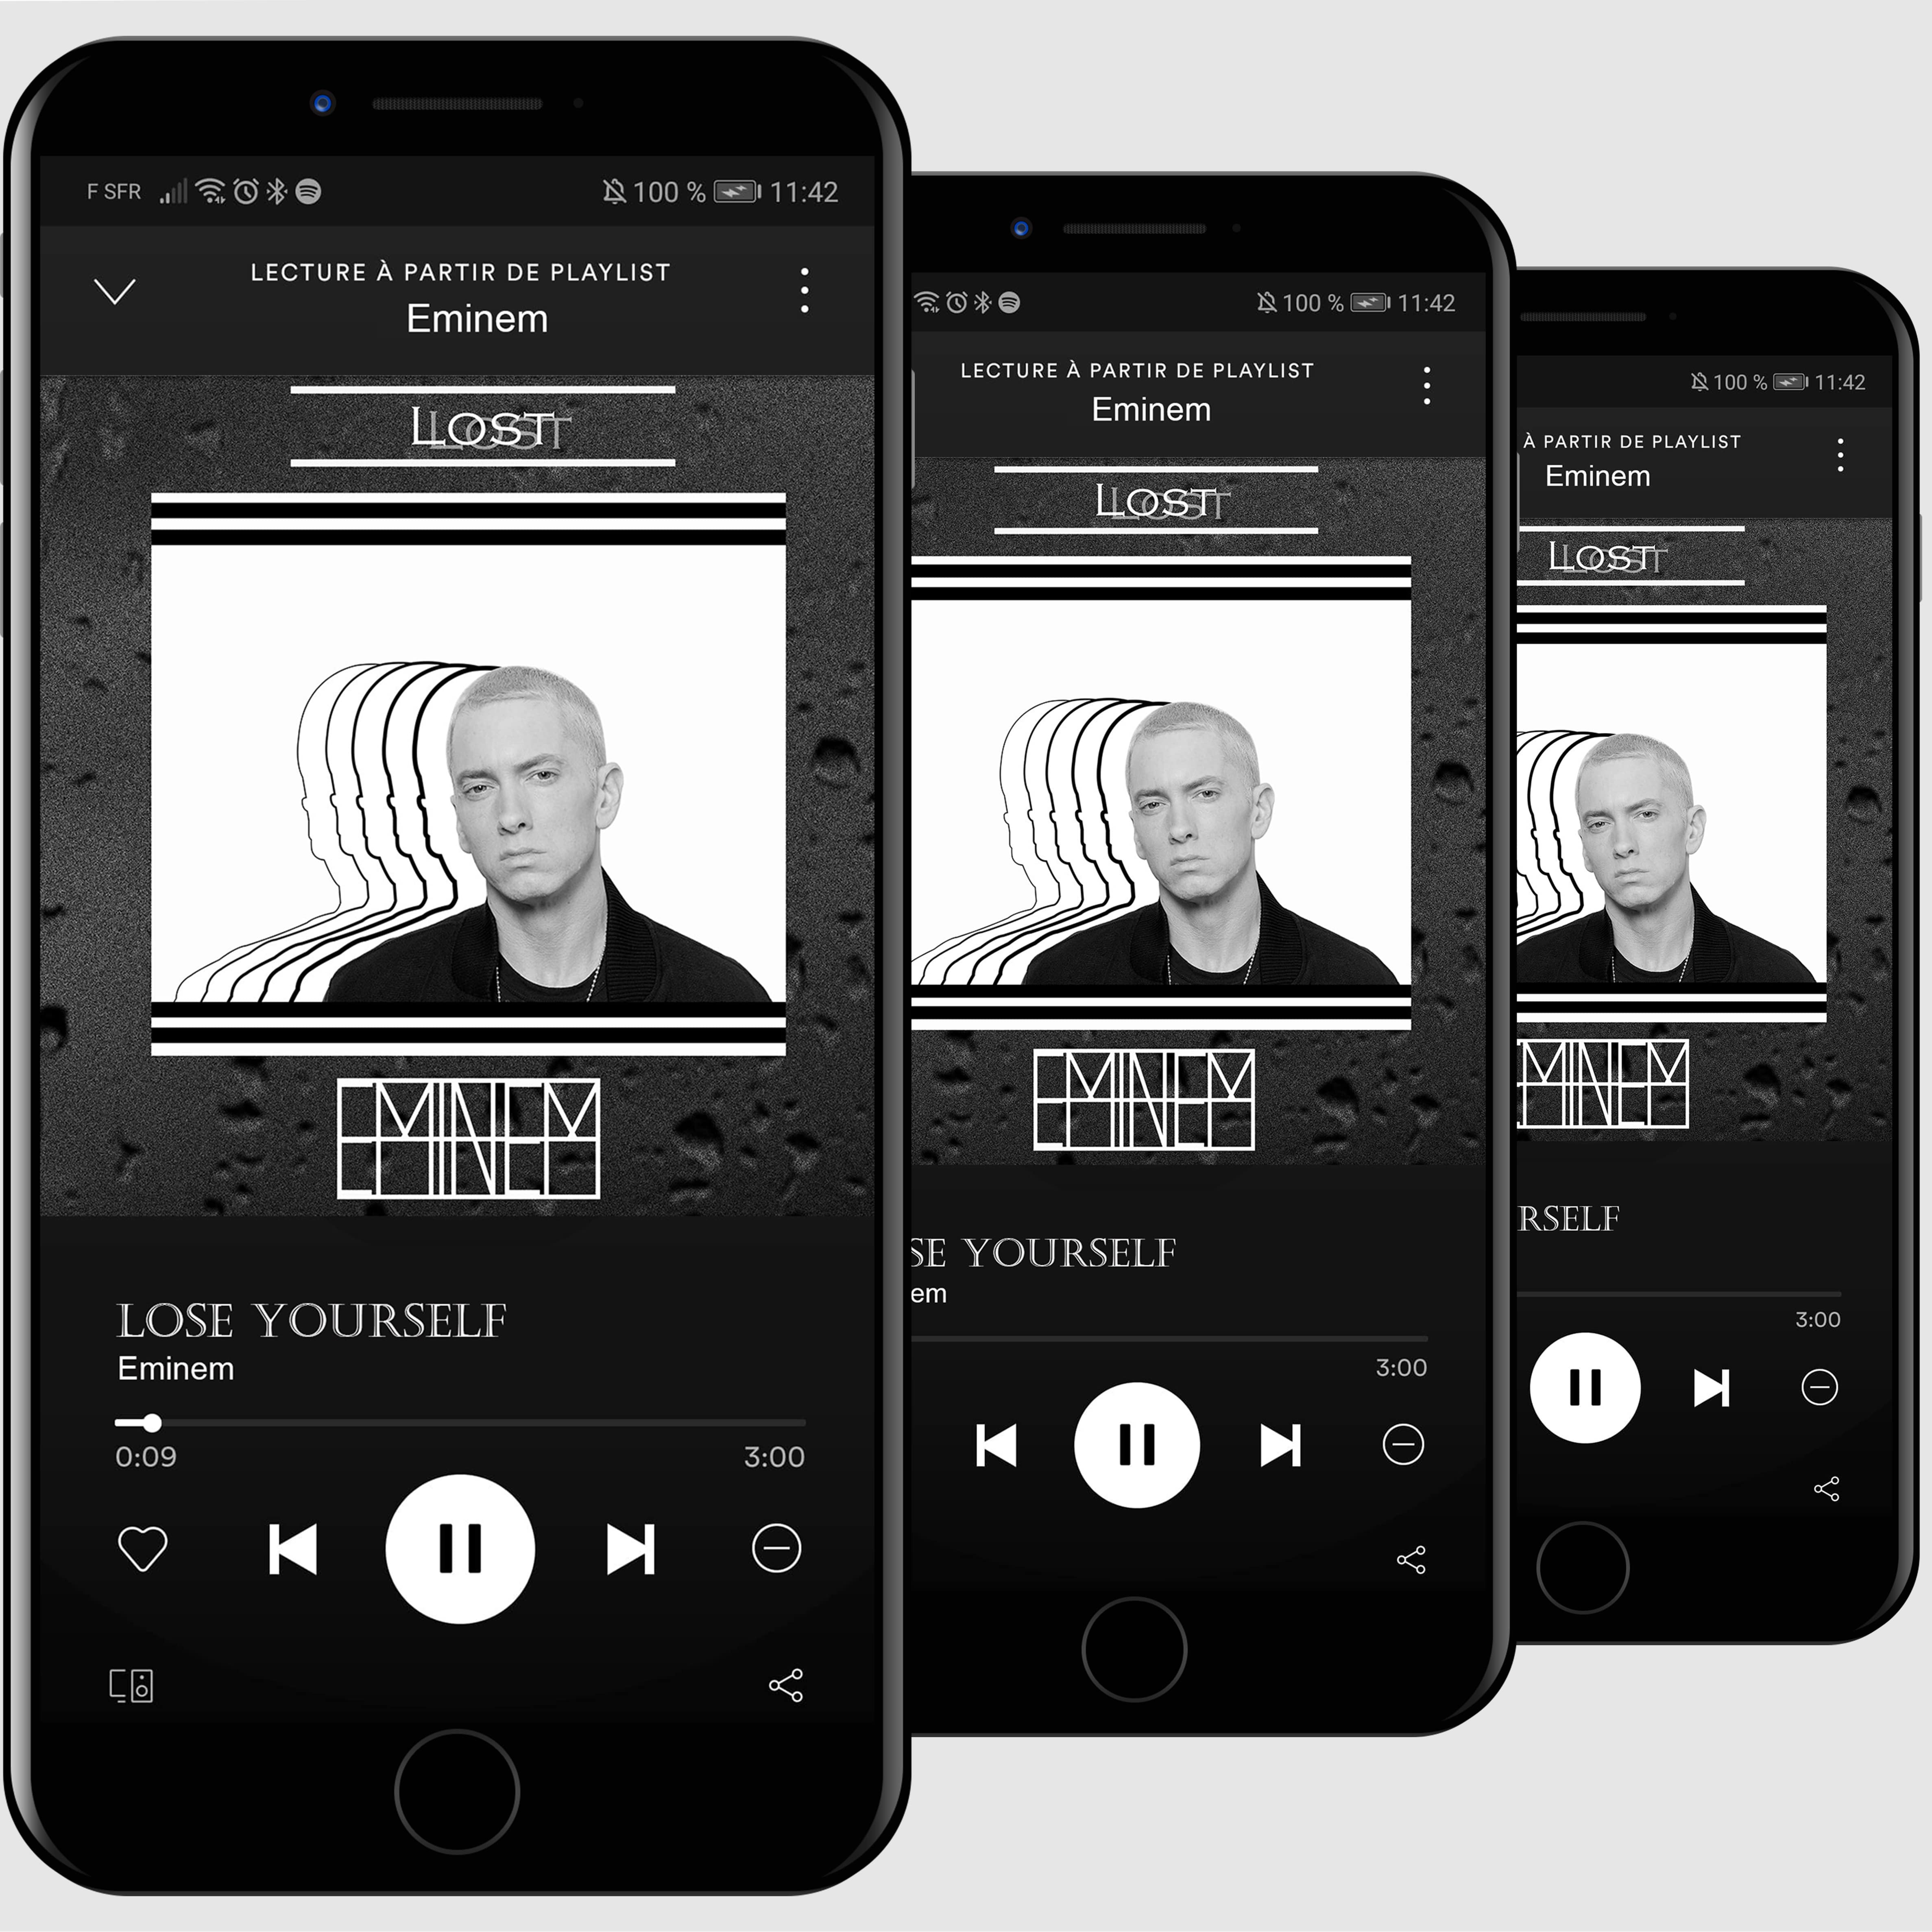 F SFR 100 % 11:42
LECTURE À PARTIR DE PLAYLIST
Eminem
LOST
EMINEM
LOSE YOURSELF
Eminem
0:09 3:00
100 % 11:42
LECTURE À PARTIR DE PLAYLIST
Eminem
LOST
EMINEM
SE YOURSELF
em
3:00
100 % 11:42
À PARTIR DE PLAYLIST
Eminem
LOST
MINEM
RSELF
3:00